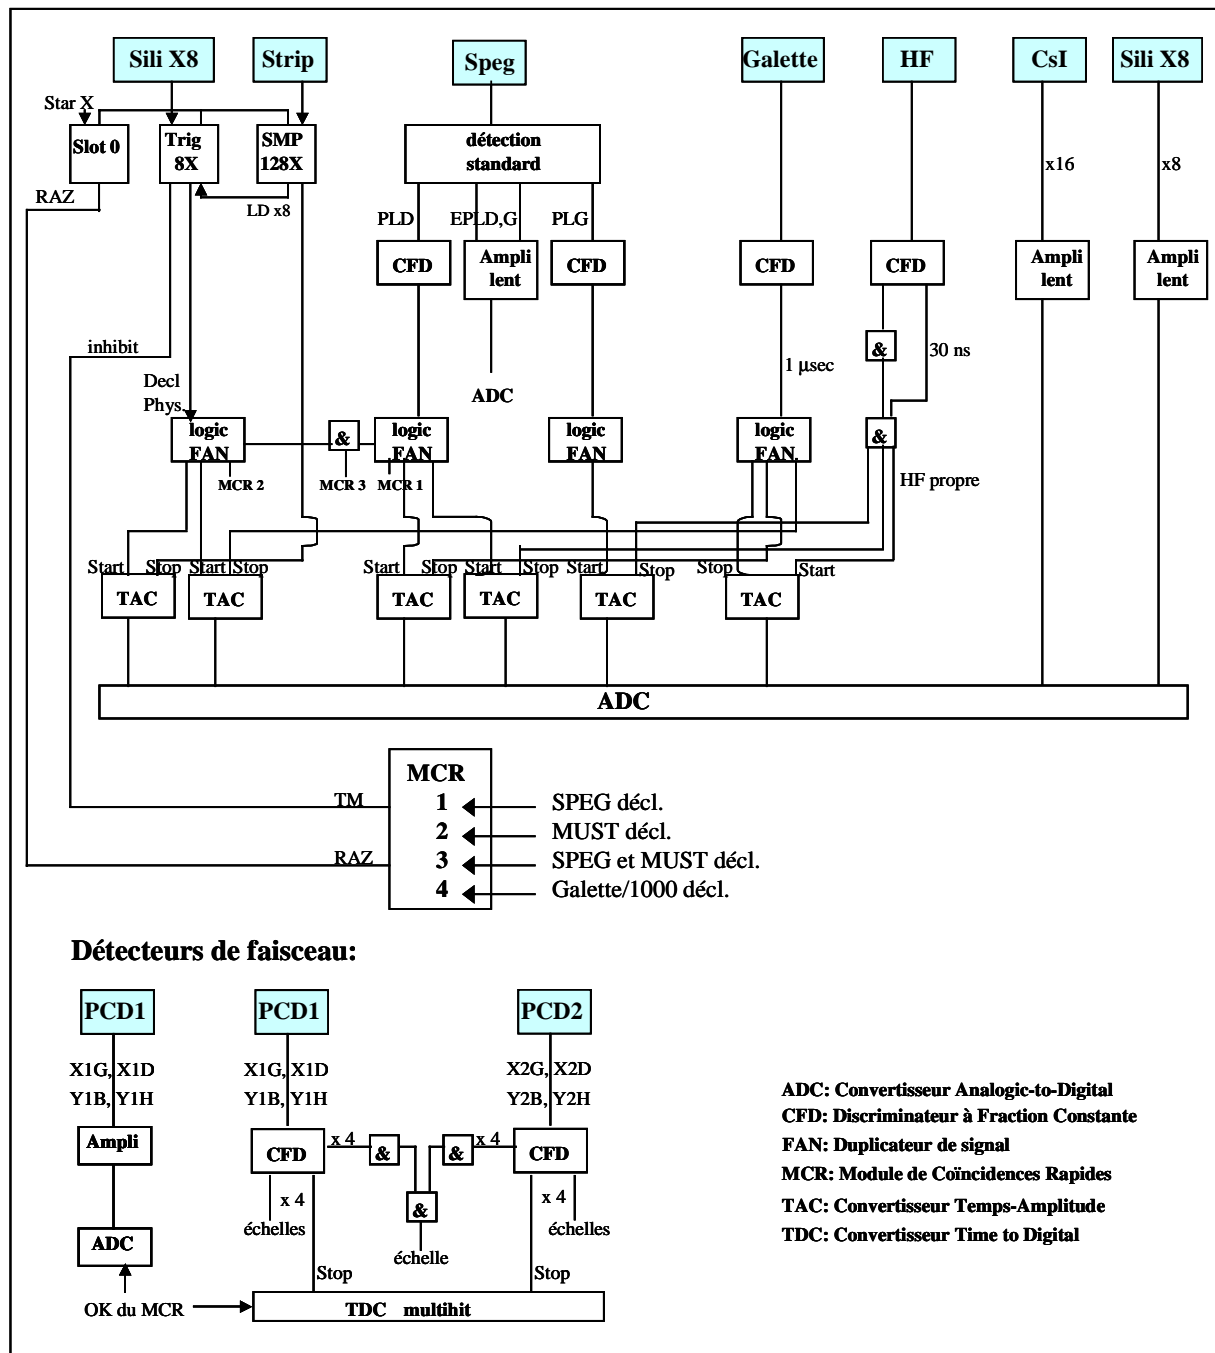 Sili X8
Strip
Speg
Galette
HF
CsI
Sili X8
Star X
Slot 0
Trig
8X
SMP
128X
détection
standard
x16
x8
RAZ
LD x8
PLD
EPLD,G
PLG
CFD
Ampli
lent
CFD
CFD
CFD
Ampli
lent
Ampli
lent
inhibit
&
30 ns
1 µsec
Decl
Phys.
ADC
logic
FAN
&
logic
FAN
logic
FAN
logic
FAN
&
MCR 2
MCR 3
MCR 1
HF propre
Start
Stop
Start
Stop
Start
Stop
Start
Stop
Start
Stop
Stop
Start
TAC
TAC
TAC
TAC
TAC
TAC
ADC
MCR
TM
1
SPEG décl.
2
MUST décl.
RAZ
3
SPEG et MUST décl.
4
Galette/1000 décl.
Détecteurs de faisceau:
PCD1
PCD1
PCD2
X1G, X1D
Y1B, Y1H
X1G, X1D
Y1B, Y1H
X2G, X2D
Y2B, Y2H
Ampli
CFD
x 4
&
&
x 4
CFD
x 4
échelles
&
échelle
x 4
échelles
ADC
Stop
Stop
OK du MCR
TDC multihit
ADC: Convertisseur Analogic-to-Digital
CFD: Discriminateur à Fraction Constante
FAN: Duplicateur de signal
MCR: Module de Coïncidences Rapides
TAC: Convertisseur Temps-Amplitude
TDC: Convertisseur Time to Digital